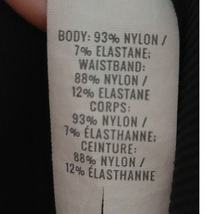 BODY: 93% NYLON /
7% ELASTANE;
WAISTBAND:
88% NYLON /
12% ELASTANE
CORPS:
93% NYLON /
7% ÉLASTHANNE;
CEINTURE:
88% NYLON /
12% ÉLASTHANNE